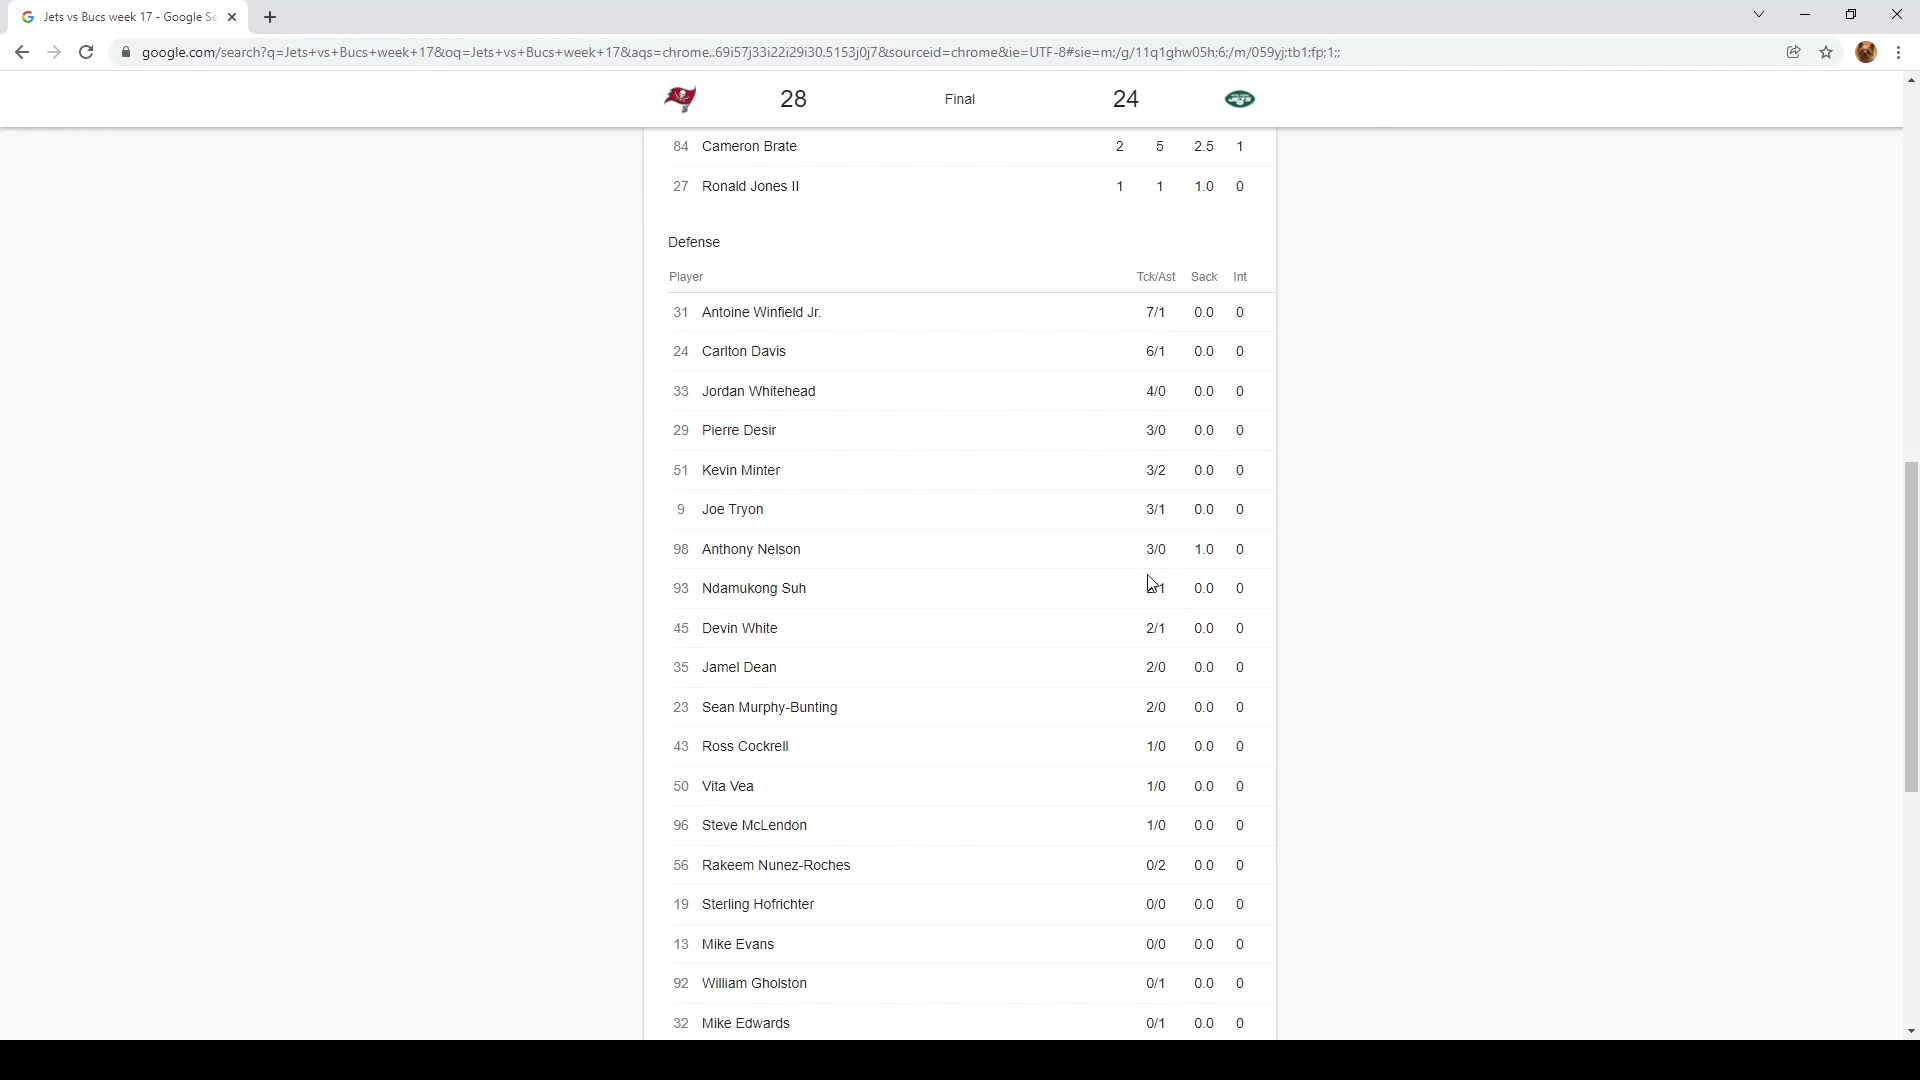 Jets vs Bucs week 17 - Google Se
google.com/search?q=Jets+vs+Bucs+week+17&oq=Jets+vs+Bucs+week+17&aqs=chrome..69i57j33i22i29i30.5153j0j7&sourceid=chrome&ie=UTF-8#sie=m;/g/11q1ghw05h;6;/m/059yj;tb1;fp;1;;
28 Final 24 JETS
84 Cameron Brate 2 5 2.5 1
27 Ronald Jones II 1 1 1.0 0
Defense
Player Tck/Ast Sack Int
31 Antoine Winfield Jr. 7/1 0.0 0
24 Carlton Davis 6/1 0.0 0
33 Jordan Whitehead 4/0 0.0 0
29 Pierre Desir 3/0 0.0 0
51 Kevin Minter 3/2 0.0 0
9 Joe Tryon 3/1 0.0 0
98 Anthony Nelson 3/0 1.0 0
93 Ndamukong Suh 0.0 0
45 Devin White 2/1 0.0 0
35 Jamel Dean 2/0 0.0 0
23 Sean Murphy-Bunting 2/0 0.0 0
43 Ross Cockrell 1/0 0.0 0
50 Vita Vea 1/0 0.0 0
96 Steve McLendon 1/0 0.0 0
56 Rakeem Nunez-Roches 0/2 0.0 0
19 Sterling Hofrichter 0/0 0.0 0
13 Mike Evans 0/0 0.0 0
92 William Gholston 0/1 0.0 0
32 Mike Edwards 0/1 0.0 0